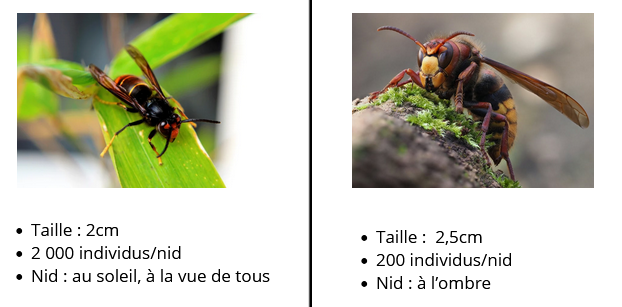 • Taille : 2cm
• 2 000 individus/nid
• Nid : au soleil, à la vue de tous
• Taille :  2,5cm
• 200 individus/nid
• Nid : à l’ombre